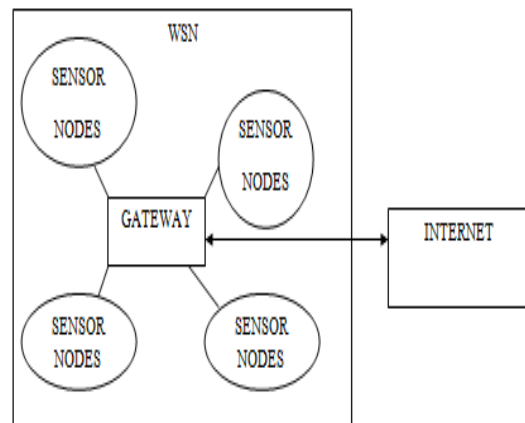 WSN
SENSOR
NODES
SENSOR
NODES
GATEWAY
INTERNET
SENSOR
NODES
SENSOR
NODES